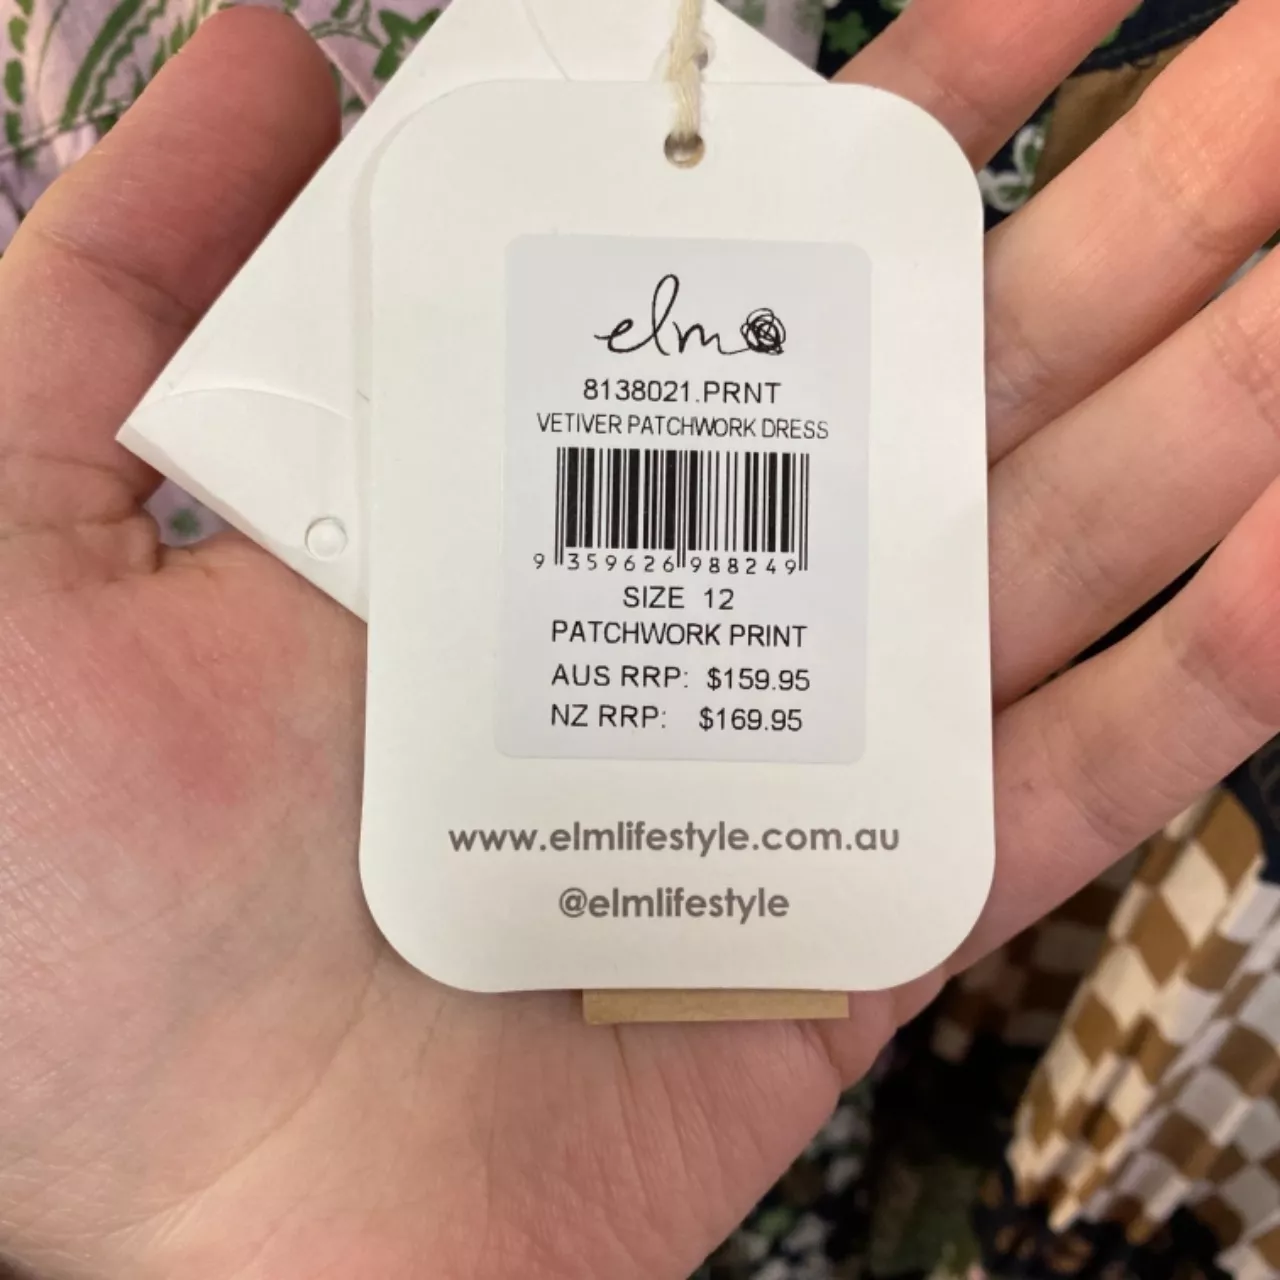 elm
8138021.PRNT
VETIVER PATCHWORK DRESS
9 359626 988249
SIZE 12
PATCHWORK PRINT
AUS RRP: $159.95
NZ RRP: $169.95
www.elmlifestyle.com.au
@elmlifestyle